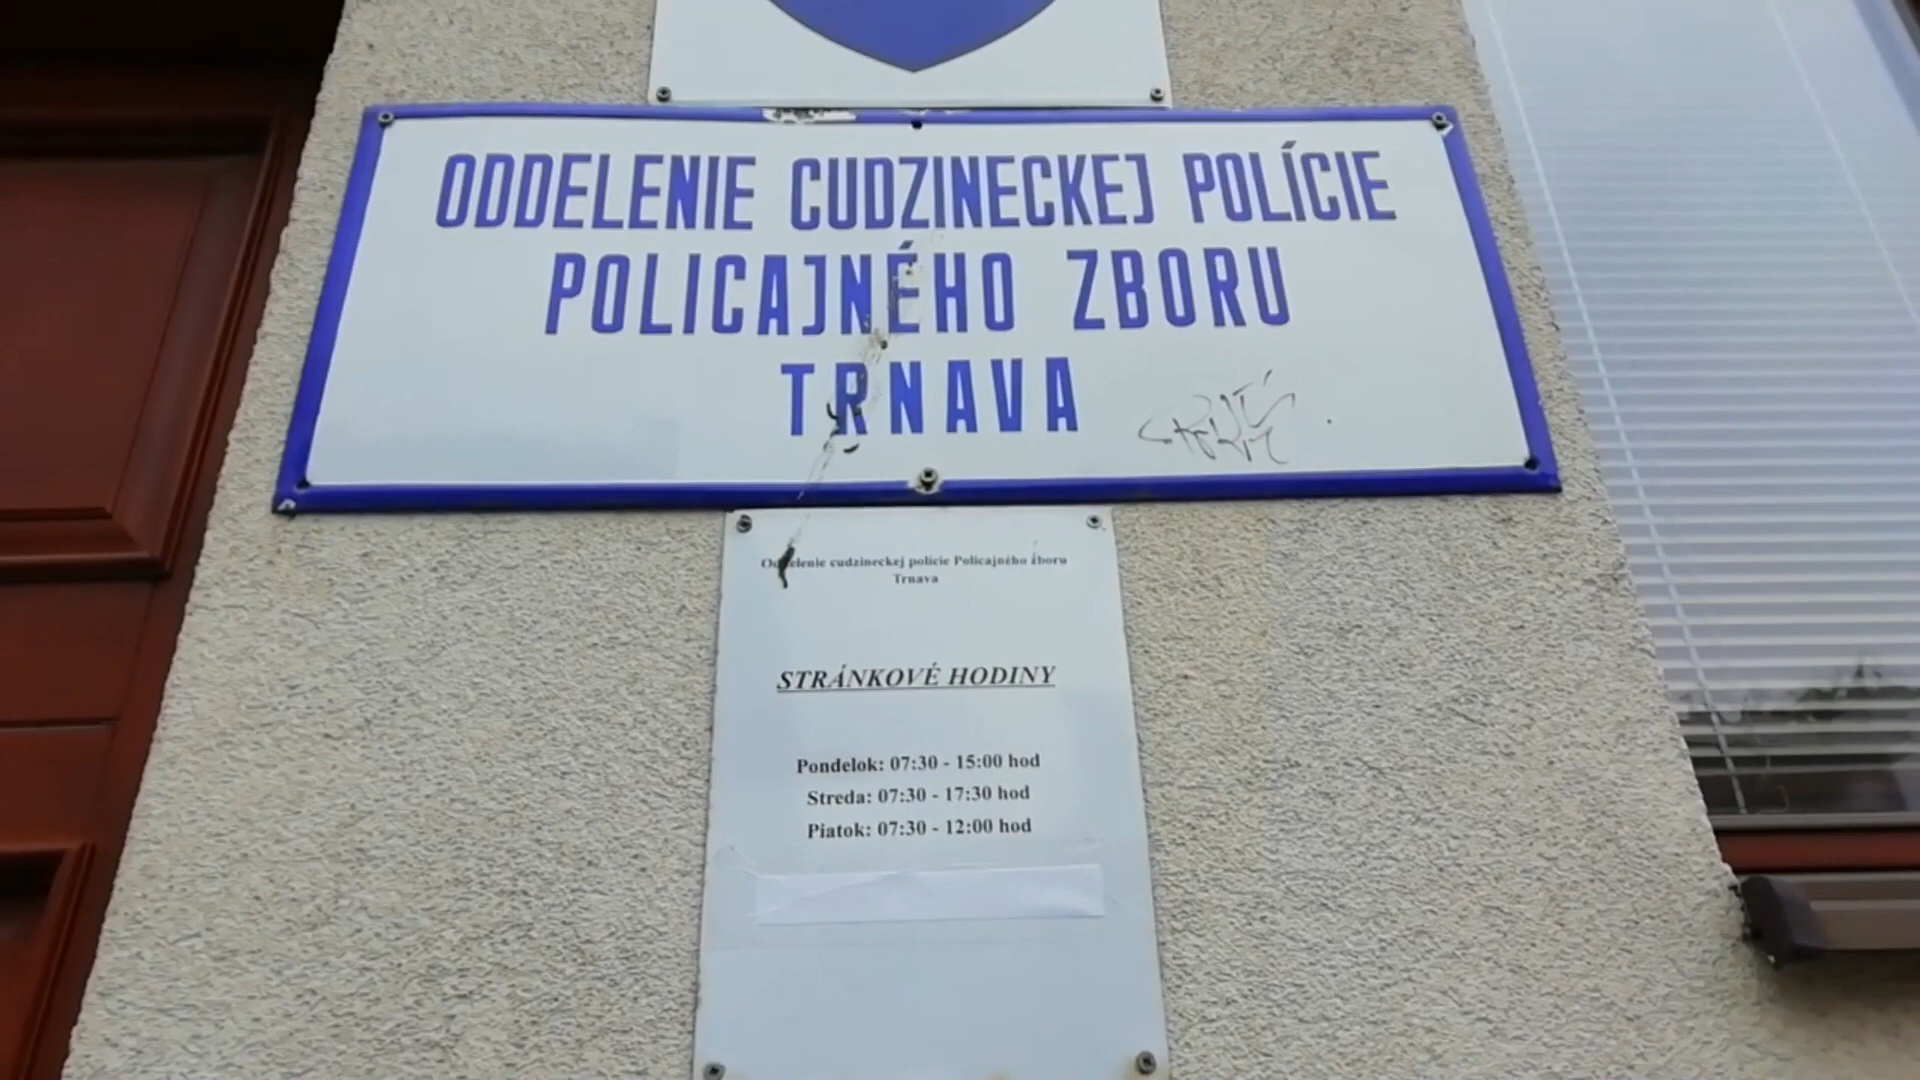 ODDELENIE CUDZINECKEJ POLÍCIE
POLICAJNÉHO ZBORU
TRNAVA
Oddelenie cudzineckej polície Policajného zboru
Trnava
STRÁNKOVÉ HODINY
Pondelok: 07:30 - 15:00 hod
Streda: 07:30 - 17:30 hod
Piatok: 07:30 - 12:00 hod